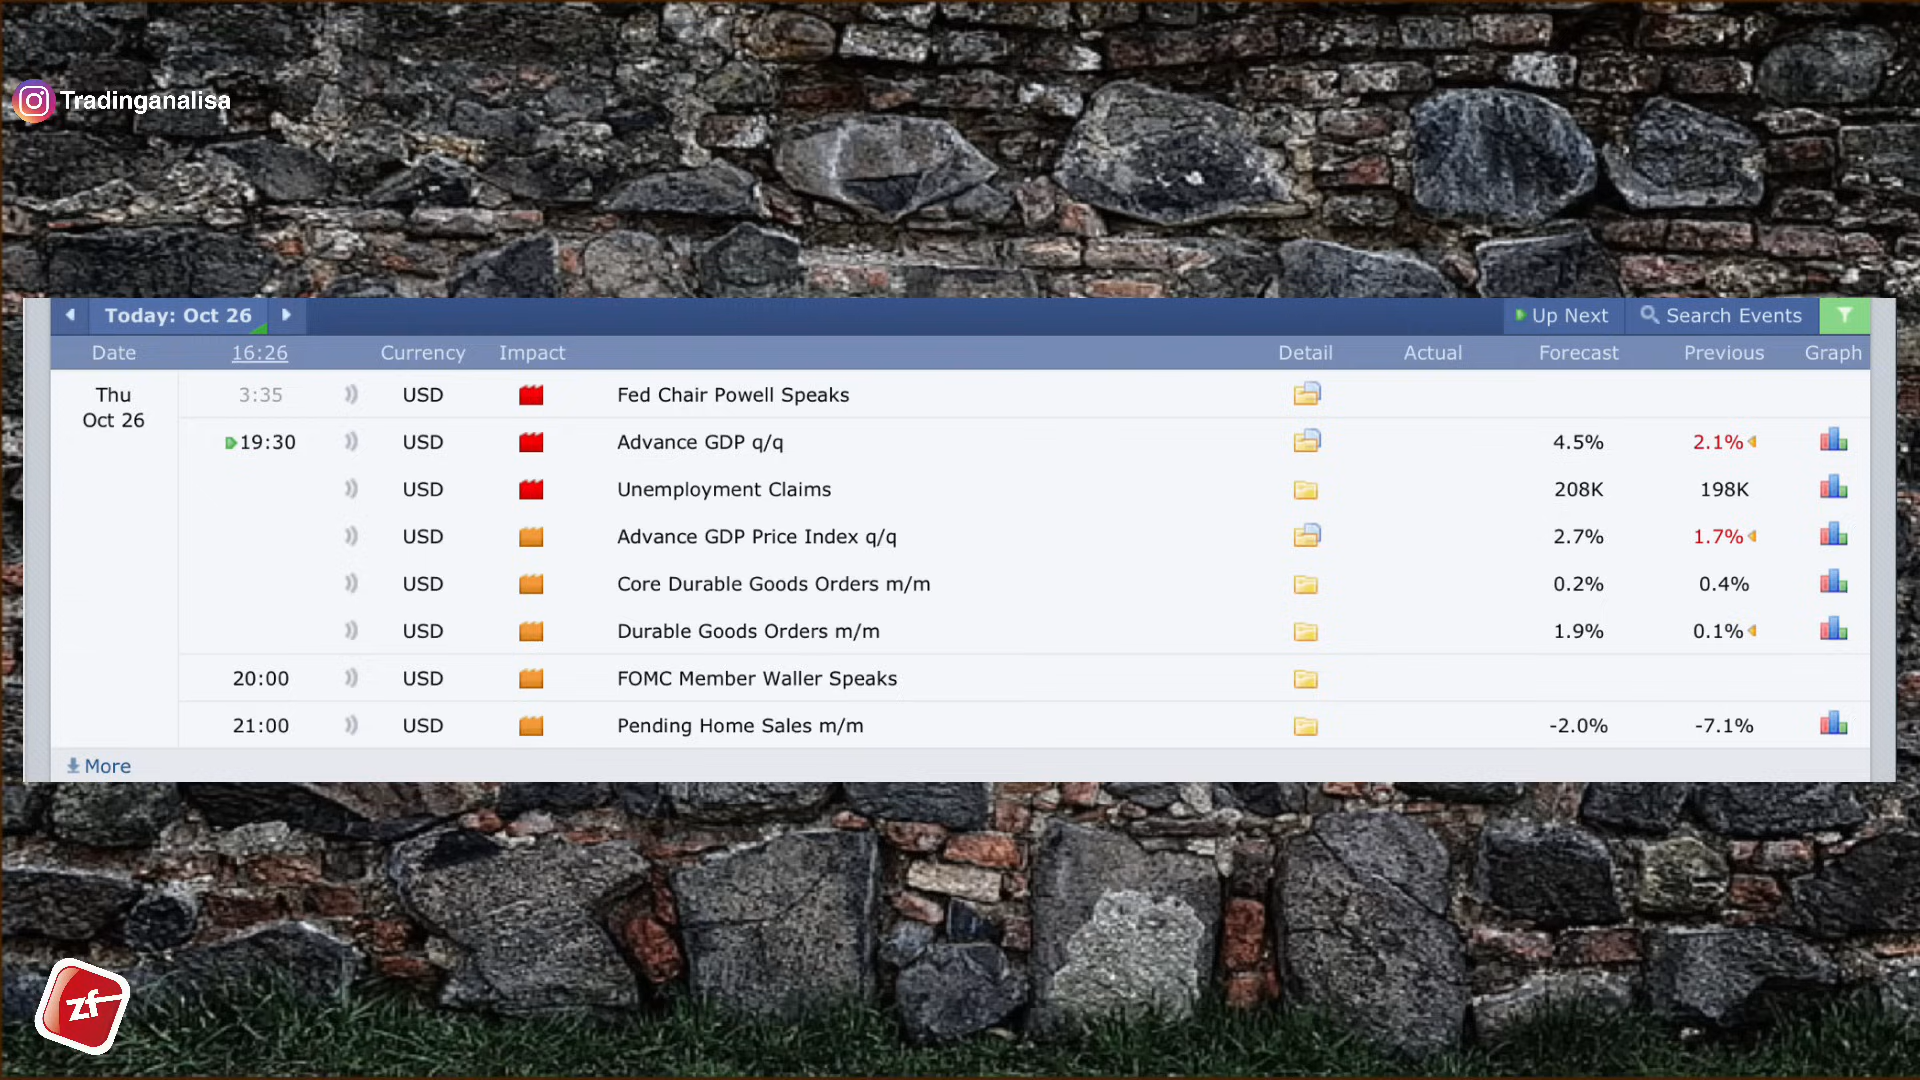 Tradinganalisa
Today: Oct 26 Up Next Search Events
Date 16:26 Currency Impact Detail Actual Forecast Previous Graph
Thu Oct 26 3:35 USD Fed Chair Powell Speaks
19:30 USD Advance GDP q/q 4.5% 2.1%
USD Unemployment Claims 208K 198K
USD Advance GDP Price Index q/q 2.7% 1.7%
USD Core Durable Goods Orders m/m 0.2% 0.4%
USD Durable Goods Orders m/m 1.9% 0.1%
20:00 USD FOMC Member Waller Speaks
21:00 USD Pending Home Sales m/m -2.0% -7.1%
More
zf